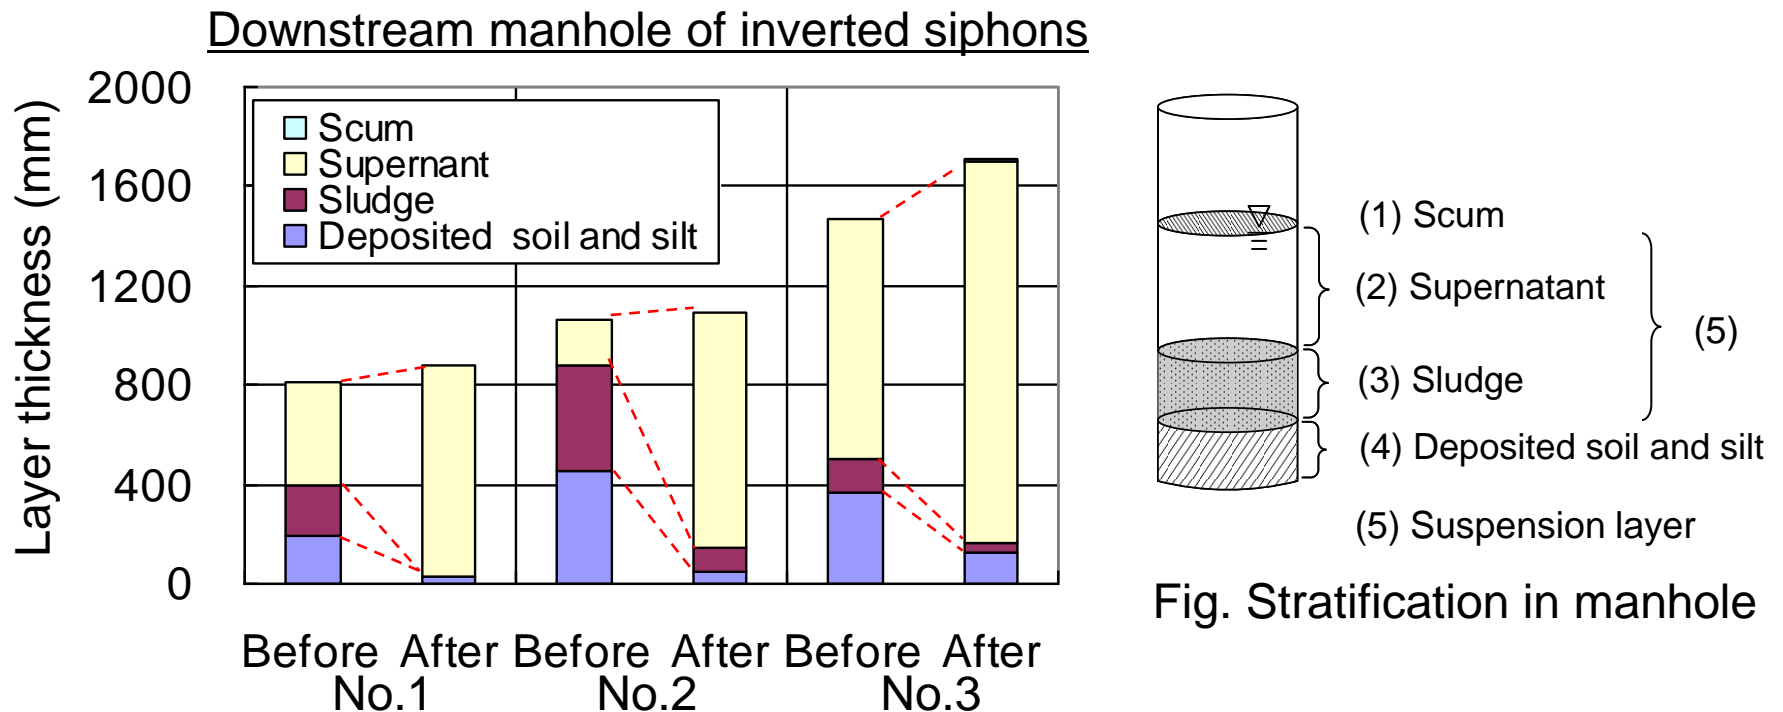 Downstream manhole of inverted siphons
Layer thickness (mm)
2000
1600
1200
800
400
0
Scum
Supernant
Sludge
Deposited soil and silt
Before After Before After Before After
No.1 No.2 No.3
(1) Scum
(2) Supernatant
(5)
(3) Sludge
(4) Deposited soil and silt
(5) Suspension layer
Fig. Stratification in manhole